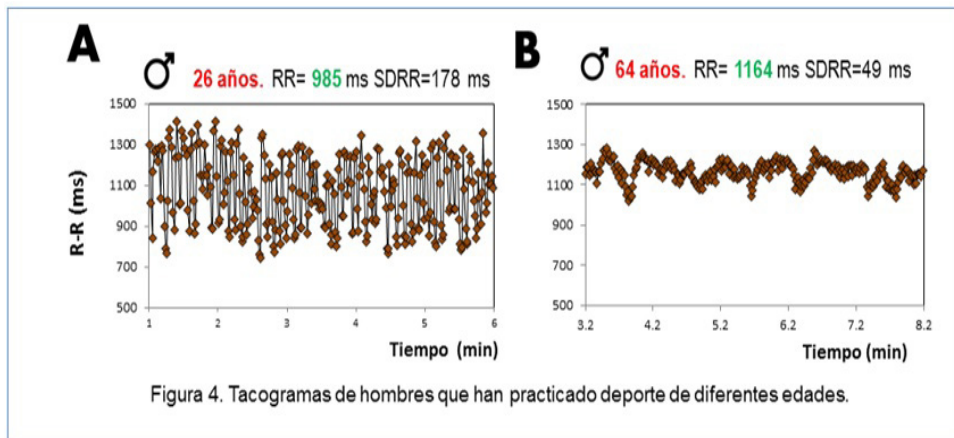 A
♂ 26 años. RR= 985 ms SDRR=178 ms
1500
1300
1100
900
700
500
R-R (ms)
1 2 3 4 5 6
Tiempo (min)
B
♂ 64 años. RR= 1164 ms SDRR=49 ms
1500
1300
1100
900
700
500
3.2 4.2 5.2 6.2 7.2 8.2
Tiempo (min)
Figura 4. Tacogramas de hombres que han practicado deporte de diferentes edades.